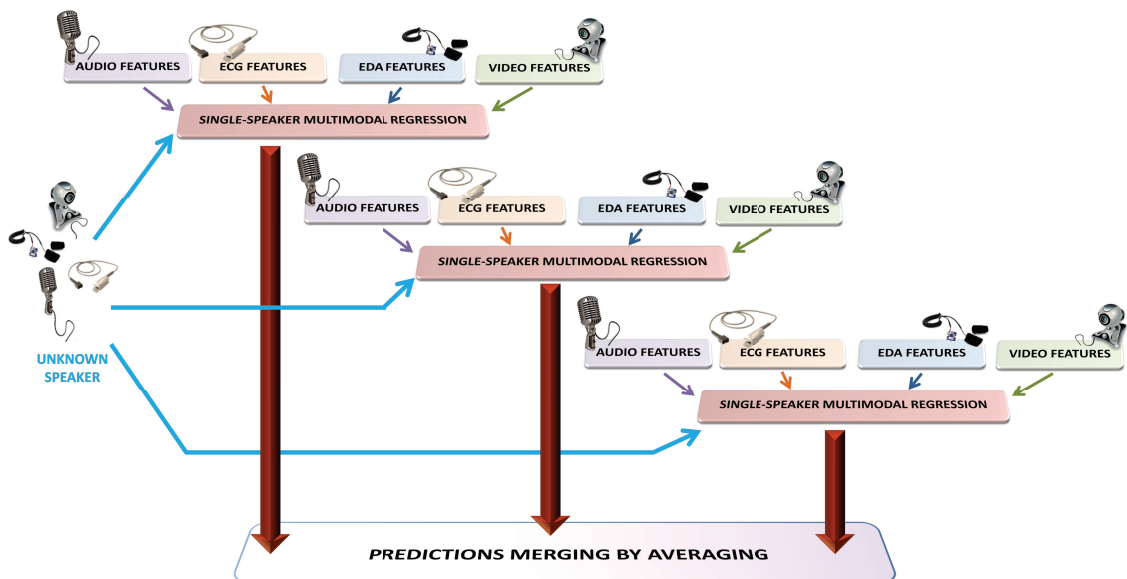 AUDIO FEATURES
ECG FEATURES
EDA FEATURES
VIDEO FEATURES
SINGLE-SPEAKER MULTIMODAL REGRESSION
AUDIO FEATURES
ECG FEATURES
EDA FEATURES
VIDEO FEATURES
SINGLE-SPEAKER MULTIMODAL REGRESSION
AUDIO FEATURES
ECG FEATURES
EDA FEATURES
VIDEO FEATURES
SINGLE-SPEAKER MULTIMODAL REGRESSION
UNKNOWN
SPEAKER
PREDICTIONS MERGING BY AVERAGING